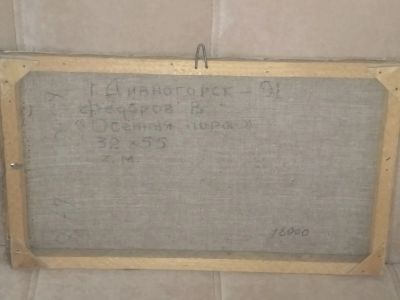 г Дивногорск - 91
Федоров В
"Осенняя пора"
32 x 55
х.м
16000